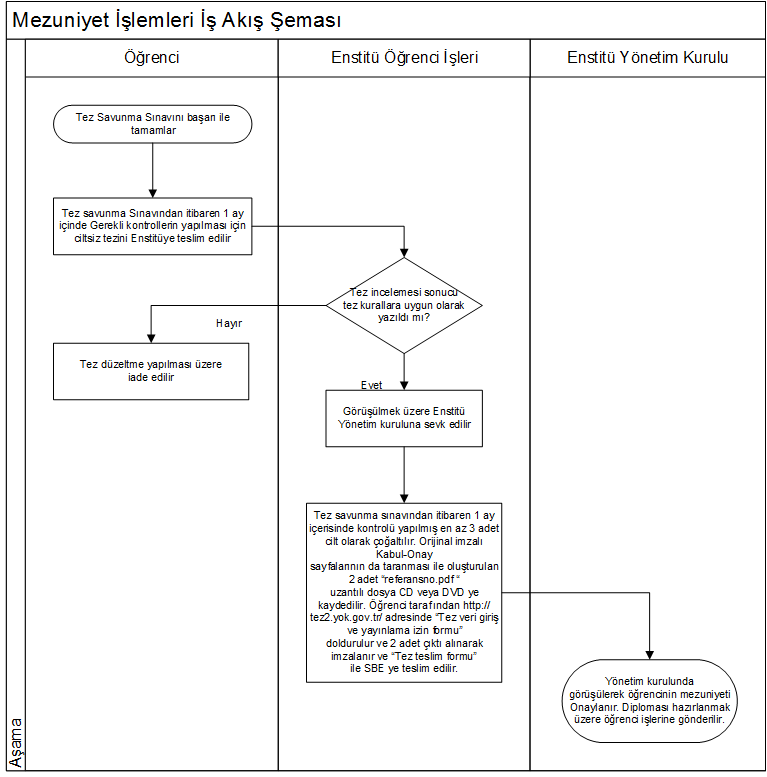 Mezuniyet İşlemleri İş Akış Şeması
Öğrenci
Enstitü Öğrenci İşleri
Enstitü Yönetim Kurulu
Tez Savunma Sınavını başarı ile
tamamlar
Tez savunma Sınavından itibaren 1 ay
içinde Gerekli kontrollerin yapılması için
ciltsiz tezini Enstitüye teslim edilir
Tez incelemesi sonucu
tez kurallara uygun olarak
yazıldı mı?
Hayır
Tez düzeltme yapılması üzere
iade edilir
Evet
Görüşülmek üzere Enstitü
Yönetim kuruluna sevk edilir
Tez savunma sınavından itibaren 1 ay
içerisinde kontrolü yapılmış en az 3 adet
cilt olarak çoğaltılır. Orijinal imzalı
Kabul-Onay
sayfalarının da taranması ile oluşturulan
2 adet “referansno.pdf “
uzantılı dosya CD veya DVD ye
kaydedilir. Öğrenci tarafından http://
tez2.yok.gov.tr/ adresinde “Tez veri giriş
ve yayınlama izin formu”
doldurulur ve 2 adet çıktı alınarak
imzalanır ve “Tez teslim formu”
ile SBE ye teslim edilir.
Yönetim kurulunda
görüşülerek öğrencinin mezuniyeti
Onaylanır. Diploması hazırlanmak
üzere öğrenci işlerine gönderilir.
Aşama